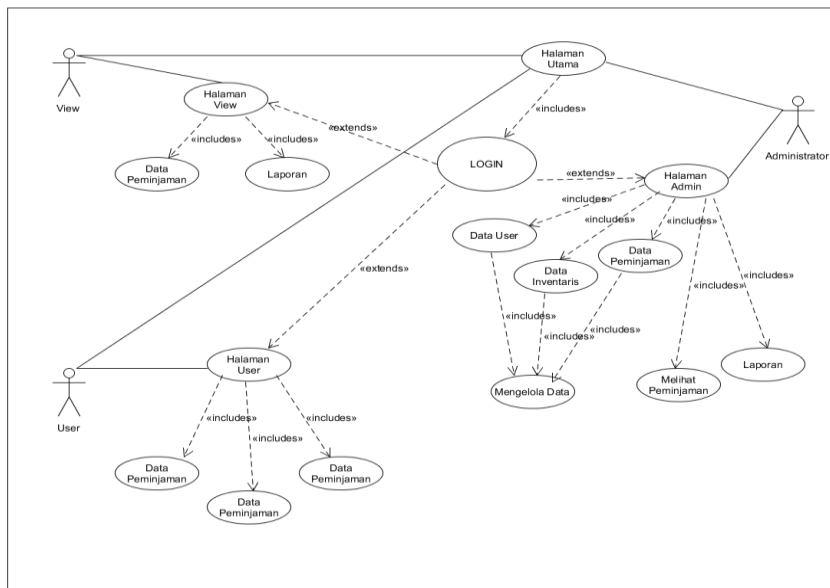 Halaman
Utama
View
Halaman
View
«includes»
Administrator
«includes»
«includes»
«extends»
LOGIN
Data
Peminjaman
Laporan
«extends»
Halaman
Admin
«includes»
«includes»
«includes»
Data User
Data
Peminjaman
Data
Inventaris
«extends»
«includes»
«includes»
«includes»
«includes»
«includes»
Halaman
User
Laporan
User
Mengelola Data
Melihat
Peminjaman
«includes»
«includes»
«includes»
Data
Peminjaman
Data
Peminjaman
Data
Peminjaman